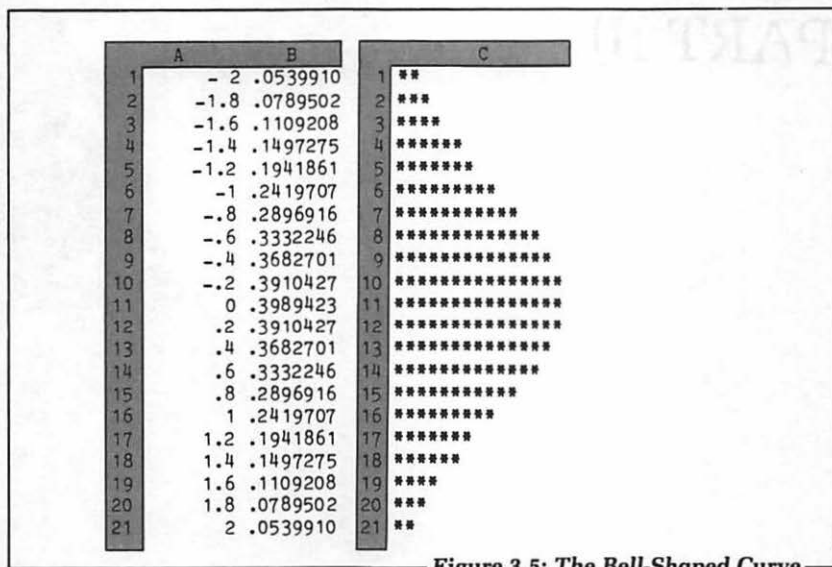 A B C
1 - 2 .0539910 1 **
2 -1.8 .0789502 2 ***
3 -1.6 .1109208 3 ****
4 -1.4 .1497275 4 ******
5 -1.2 .1941861 5 *******
6 -1 .2419707 6 *********
7 -.8 .2896916 7 ***********
8 -.6 .3332246 8 *************
9 -.4 .3682701 9 **************
10 -.2 .3910427 10 ***************
11 0 .3989423 11 ***************
12 .2 .3910427 12 ***************
13 .4 .3682701 13 **************
14 .6 .3332246 14 *************
15 .8 .2896916 15 ***********
16 1 .2419707 16 *********
17 1.2 .1941861 17 *******
18 1.4 .1497275 18 ******
19 1.6 .1109208 19 ****
20 1.8 .0789502 20 ***
21 2 .0539910 21 **
Figure 3.5: The Bell-Shaped Curve